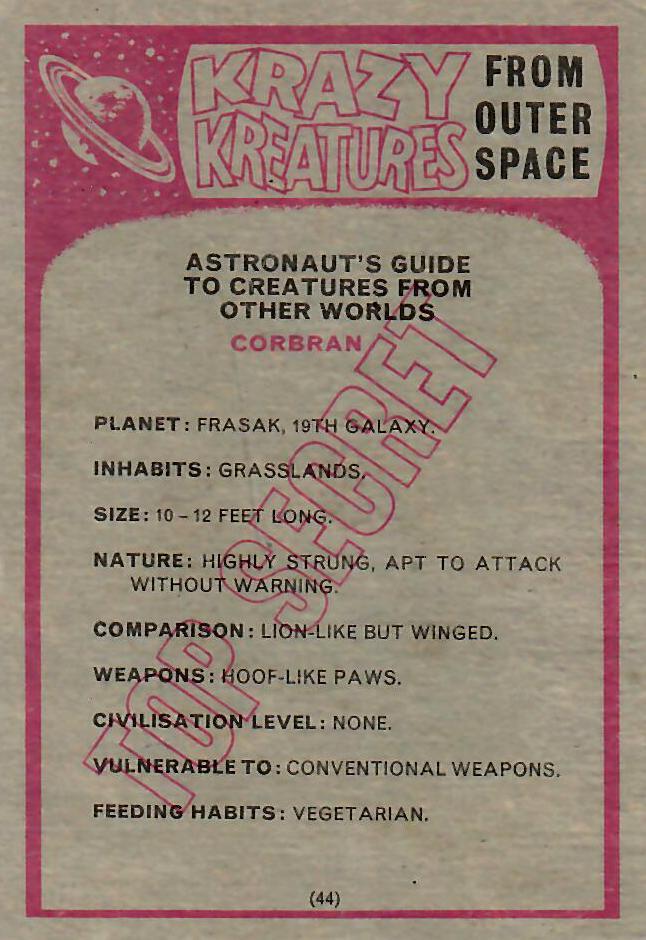 KRAZY
KREATURES
FROM
OUTER
SPACE
ASTRONAUT'S GUIDE
TO CREATURES FROM
OTHER WORLDS
CORBRAN
TOP SECRET
PLANET: FRASAK, 19TH GALAXY.
INHABITS: GRASSLANDS.
SIZE: 10 – 12 FEET LONG.
NATURE: HIGHLY STRUNG, APT TO ATTACK
WITHOUT WARNING.
COMPARISON: LION-LIKE BUT WINGED.
WEAPONS: HOOF-LIKE PAWS.
CIVILISATION LEVEL: NONE.
VULNERABLE TO: CONVENTIONAL WEAPONS.
FEEDING HABITS: VEGETARIAN.
(44)